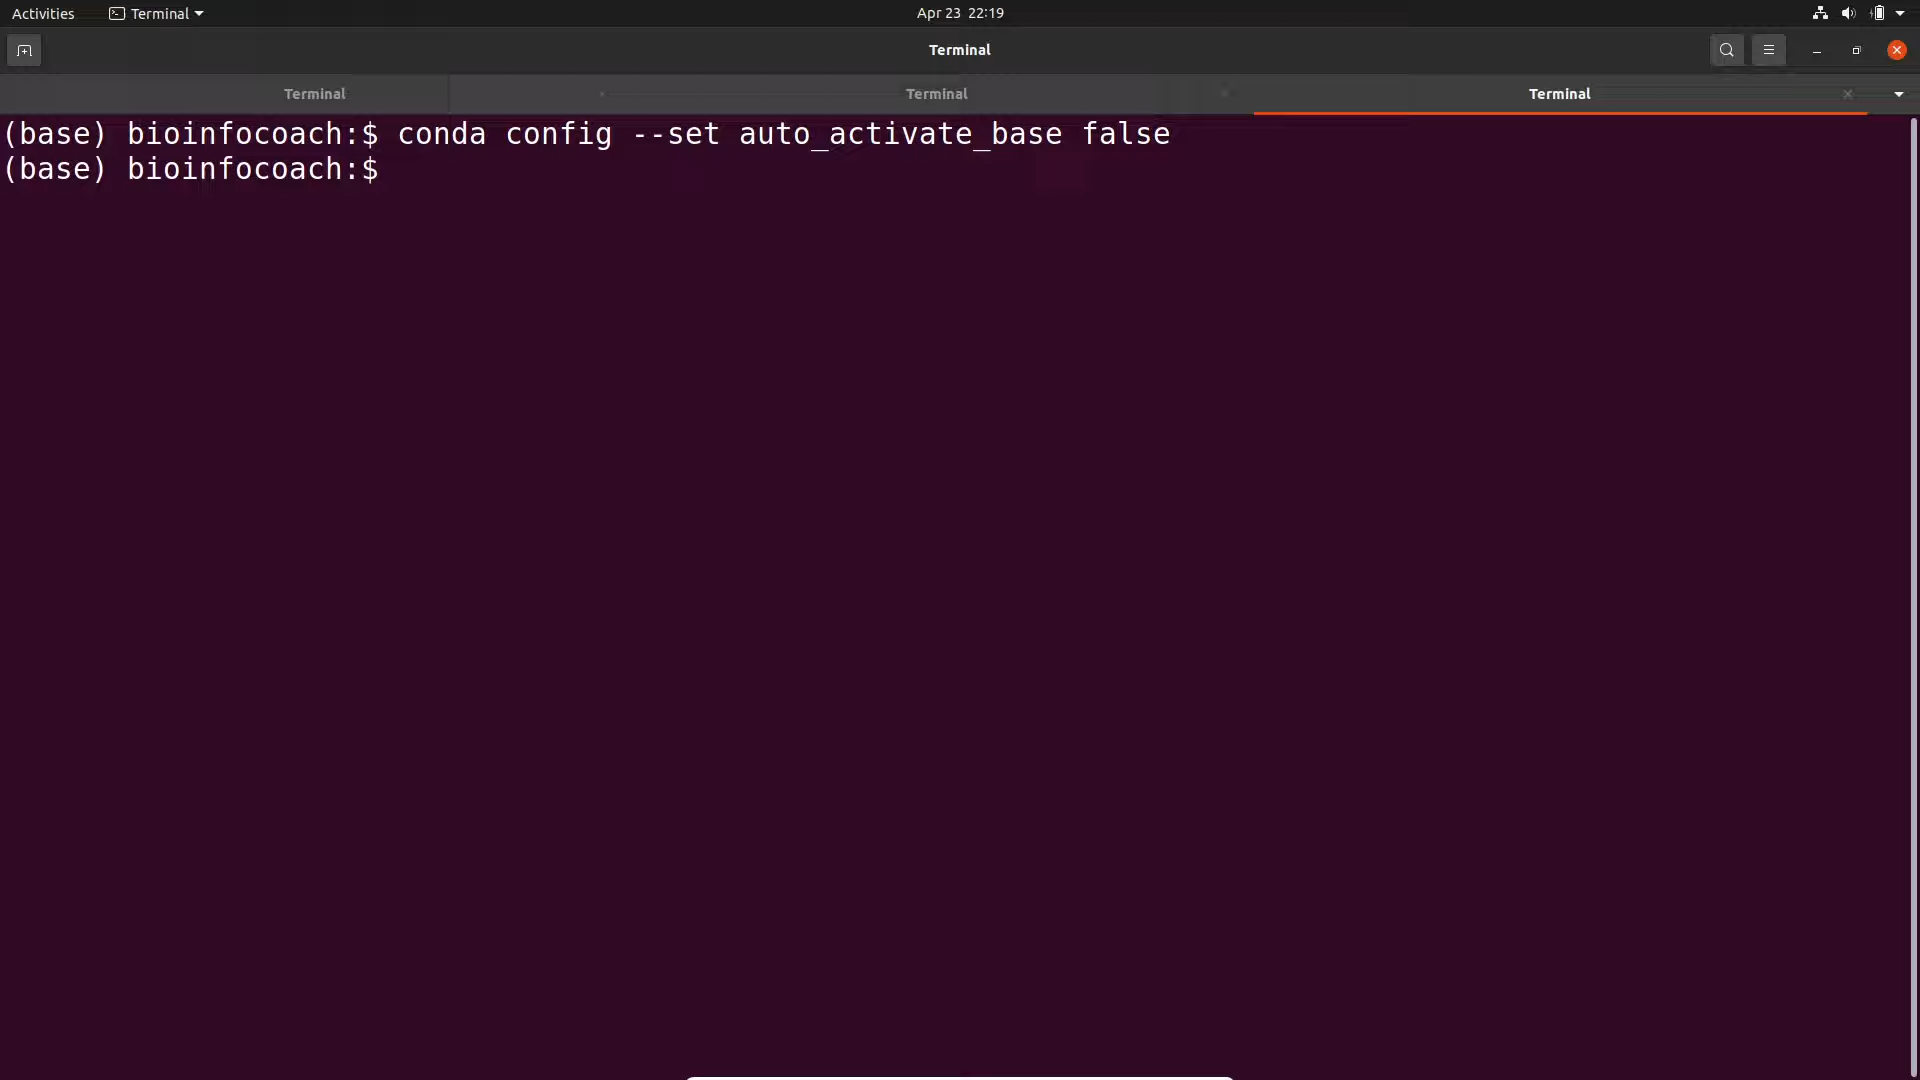 Activities Terminal Apr 23 22:19
Terminal
Terminal Terminal Terminal
(base) bioinfocoach:$ conda config --set auto_activate_base false
(base) bioinfocoach:$